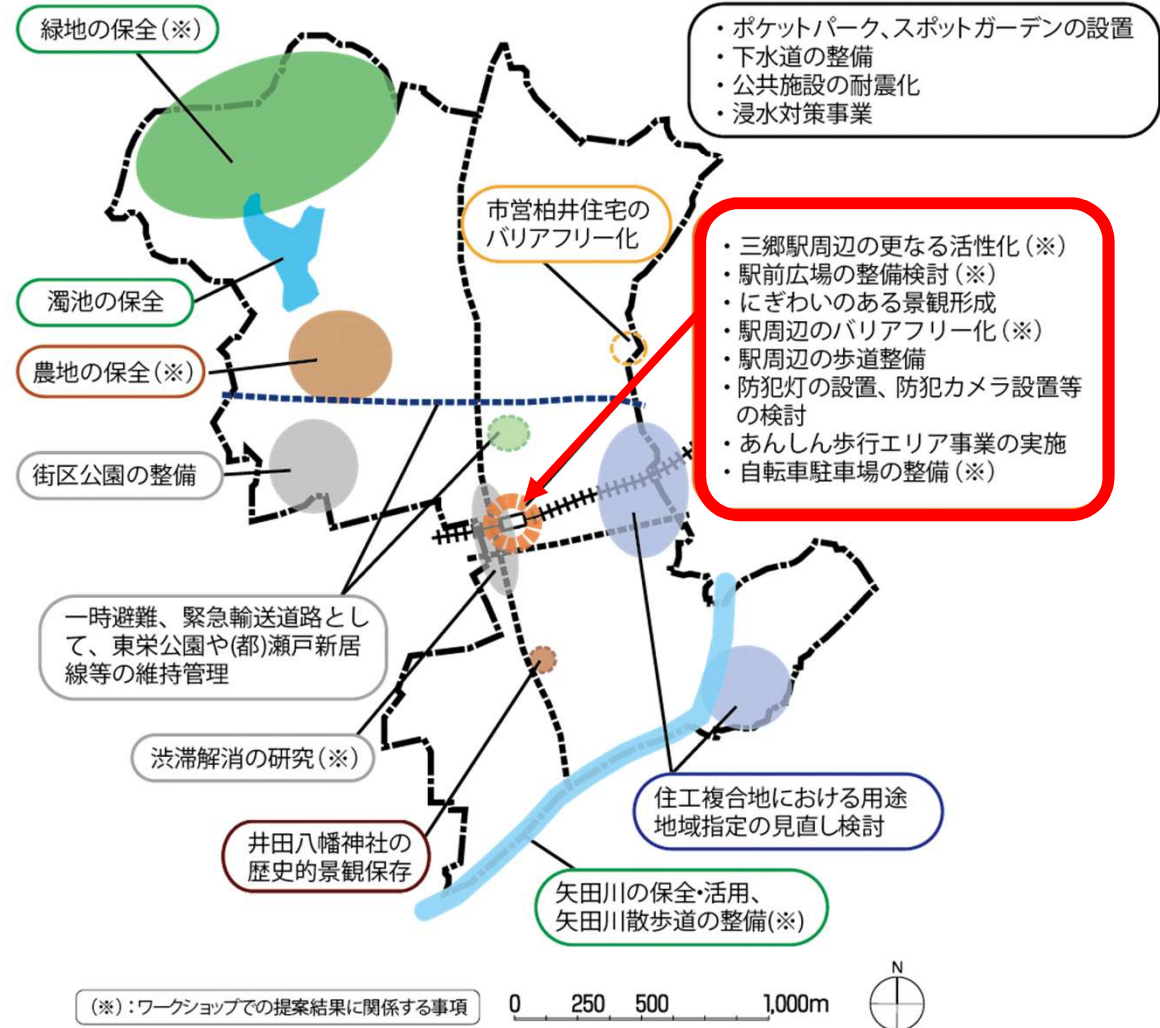 緑地の保全(※)
・ポケットパーク、スポットガーデンの設置
・下水道の整備
・公共施設の耐震化
・浸水対策事業
市営柏井住宅の
バリアフリー化
・三郷駅周辺の更なる活性化(※)
・駅前広場の整備検討(※)
・にぎわいのある景観形成
・駅周辺のバリアフリー化(※)
・駅周辺の歩道整備
・防犯灯の設置、防犯カメラ設置等
の検討
・あんしん歩行エリア事業の実施
・自転車駐車場の整備(※)
濁池の保全
農地の保全(※)
街区公園の整備
一時避難、緊急輸送道路とし
て、東栄公園や(都)瀬戸新居
線等の維持管理
渋滞解消の研究(※)
井田八幡神社の
歴史的景観保存
住工複合地における用途
地域指定の見直し検討
矢田川の保全・活用、
矢田川散歩道の整備(※)
(※):ワークショップでの提案結果に関係する事項
0 250 500 1,000m
N